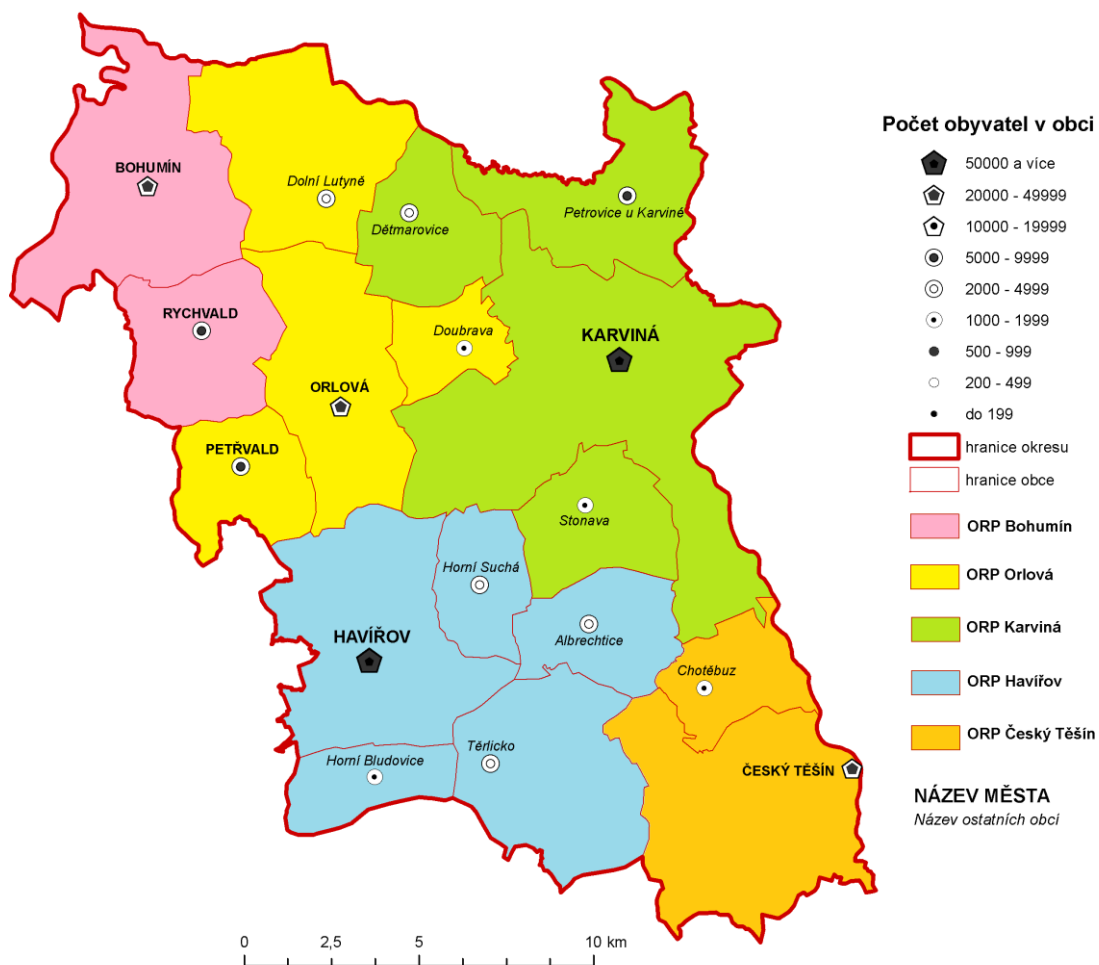 BOHUMÍN
Dolní Lutyně
Dětmarovice
Petrovice u Karviné
RYCHVALD
Doubrava
KARVINÁ
ORLOVÁ
PETŘVALD
Stonava
Horní Suchá
HAVÍŘOV
Albrechtice
Chotěbuz
Těrlicko
Horní Bludovice
ČESKÝ TĚŠÍN
Počet obyvatel v obci
50000 a více
20000 - 49999
10000 - 19999
5000 - 9999
2000 - 4999
1000 - 1999
500 - 999
200 - 499
do 199
hranice okresu
hranice obce
ORP Bohumín
ORP Orlová
ORP Karviná
ORP Havířov
ORP Český Těšín
NÁZEV MĚSTA
Název ostatních obci
0 2,5 5 10 km